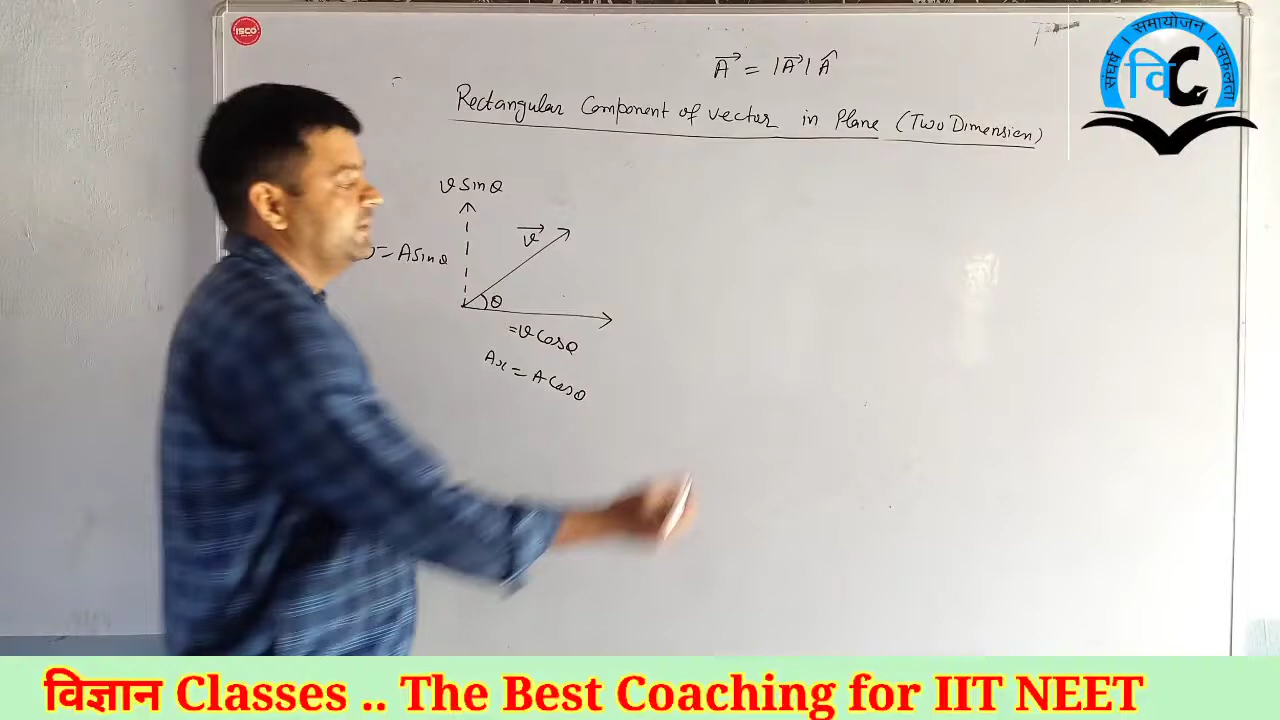 ISCO
A⃗ = |A⃗| Â
Rectangular Component of vector in Plane (Two Dimension)
संघर्ष । समायोजन । सफलता
विC
v sinθ
v⃗
= A sinθ
θ
= v cosθ
Ax = A cosθ
विज्ञान Classes .. The Best Coaching for IIT NEET